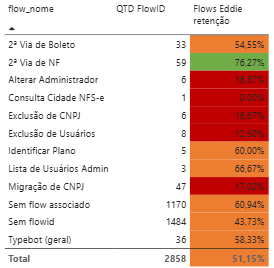 flow_nome QTD FlowID Flows Eddie
retenção
2ª Via de Boleto 33 54,55%
2ª Via de NF 59 76,27%
Alterar Administrador 6 16,67%
Consulta Cidade NFS-e 1 0,00%
Exclusão de CNPJ 6 16,67%
Exclusão de Usuários 8 12,50%
Identificar Plano 5 60,00%
Lista de Usuários Admin 3 66,67%
Migração de CNPJ 47
Sem flow associado 1170 60,94%
Sem flowid 1484 43,73%
Typebot (geral) 36 58,33%
Total 2858 51,15%